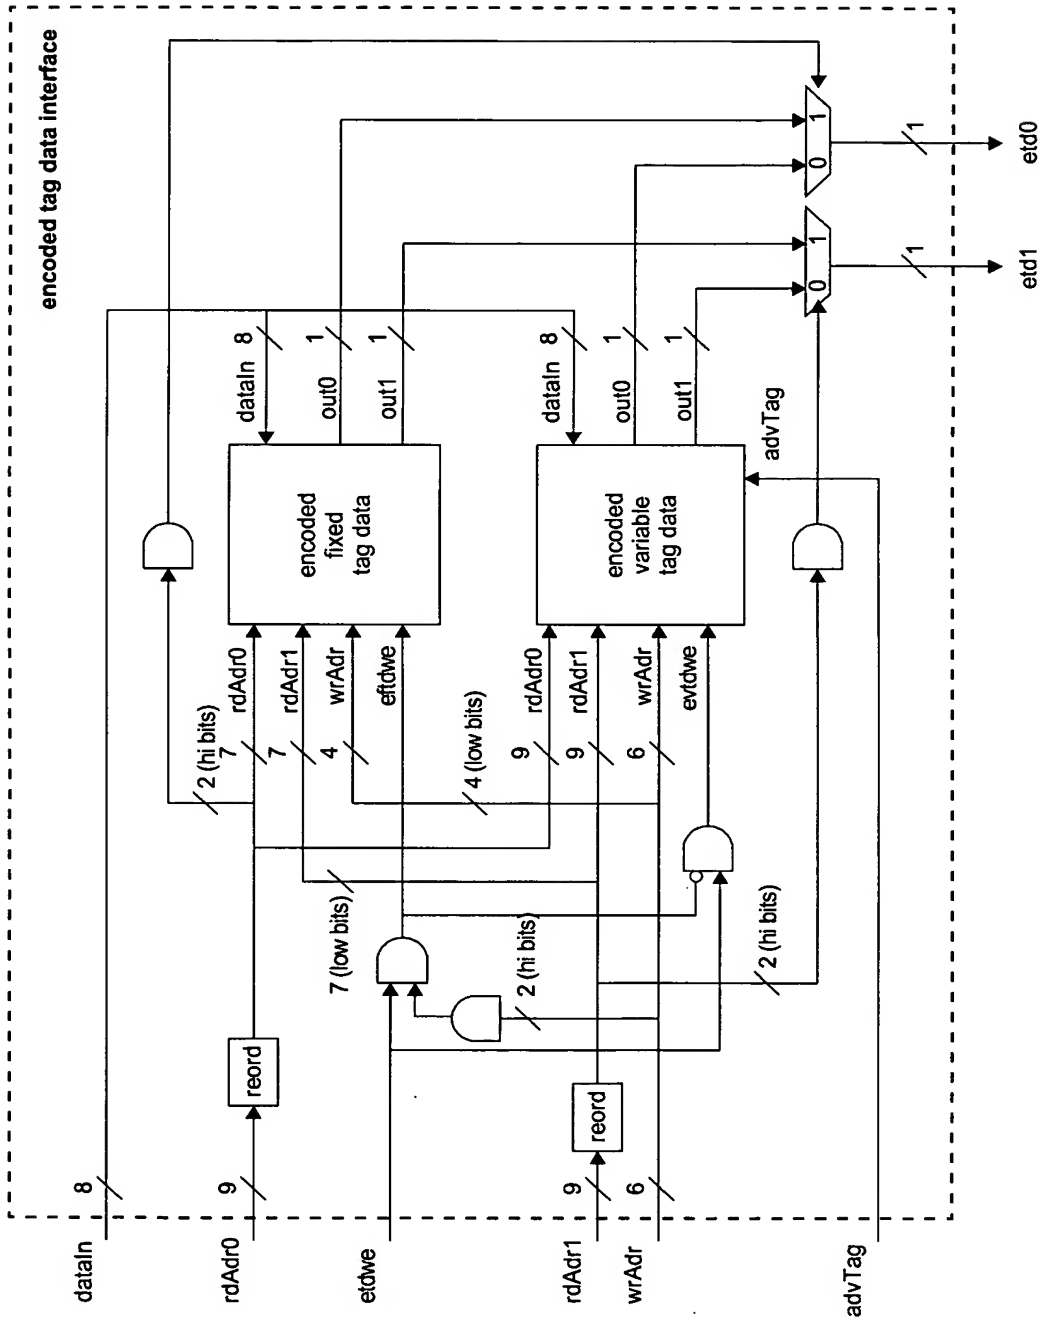 encoded tag data interface
dataIn
8
rdAdr0
9
reord
etdwe
rdAdr1
9
reord
wrAdr
6
advTag
2 (hi bits)
7
rdAdr0
7
rdAdr1
4
wrAdr
eftdwe
7 (low bits)
2 (hi bits)
4 (low bits)
encoded
fixed
tag data
dataIn
8
out0
1
out1
1
9
rdAdr0
9
rdAdr1
6
wrAdr
evtdwe
2 (hi bits)
encoded
variable
tag data
dataIn
8
out0
1
out1
1
advTag
0
1
0
1
1
etd0
1
etd1